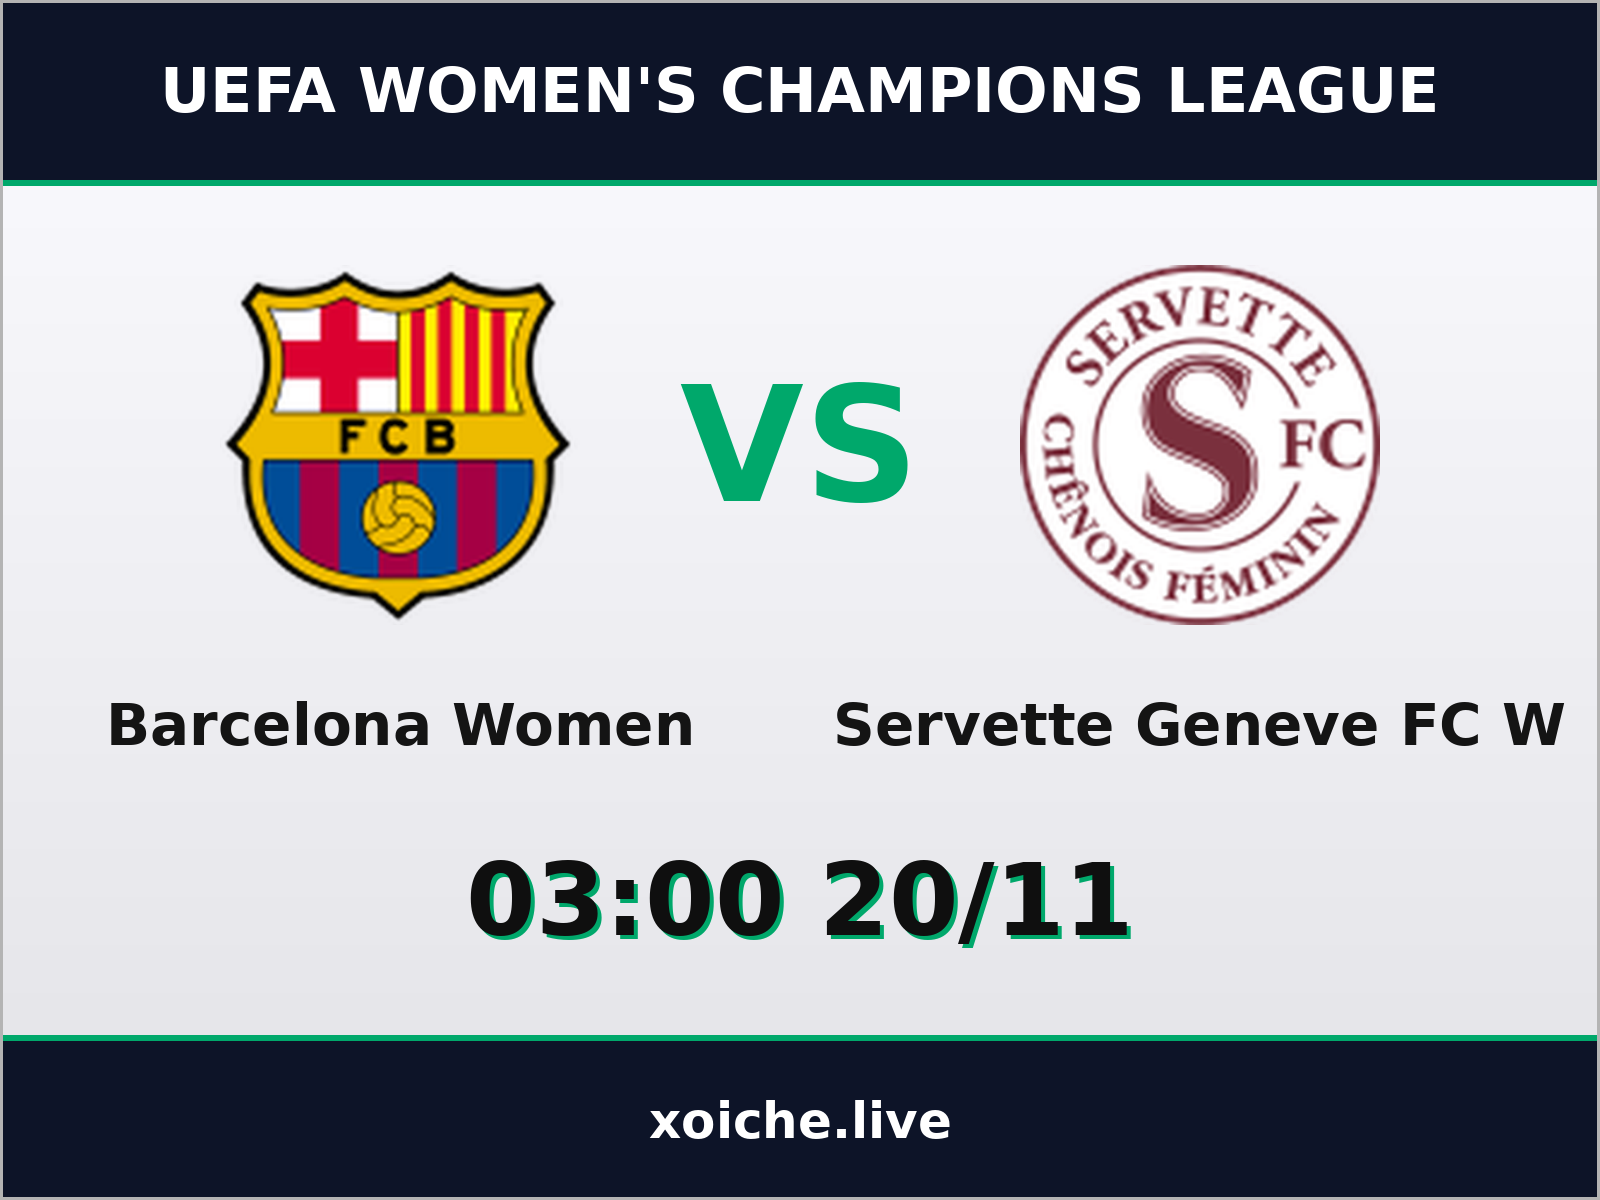 UEFA WOMEN'S CHAMPIONS LEAGUE
FCB
VS
SERVETTE
S
FC
CHÊNOIS FÉMININ
Barcelona Women
Servette Geneve FC W
03:00 20/11
xoiche.live